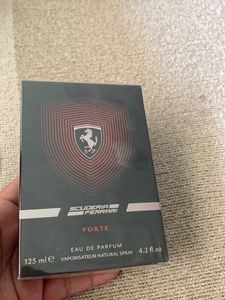 SCUDERIA
FERRARI
FORTE
EAU DE PARFUM
125 ml e VAPORISATEUR NATURAL SPRAY 4.2 fl.oz